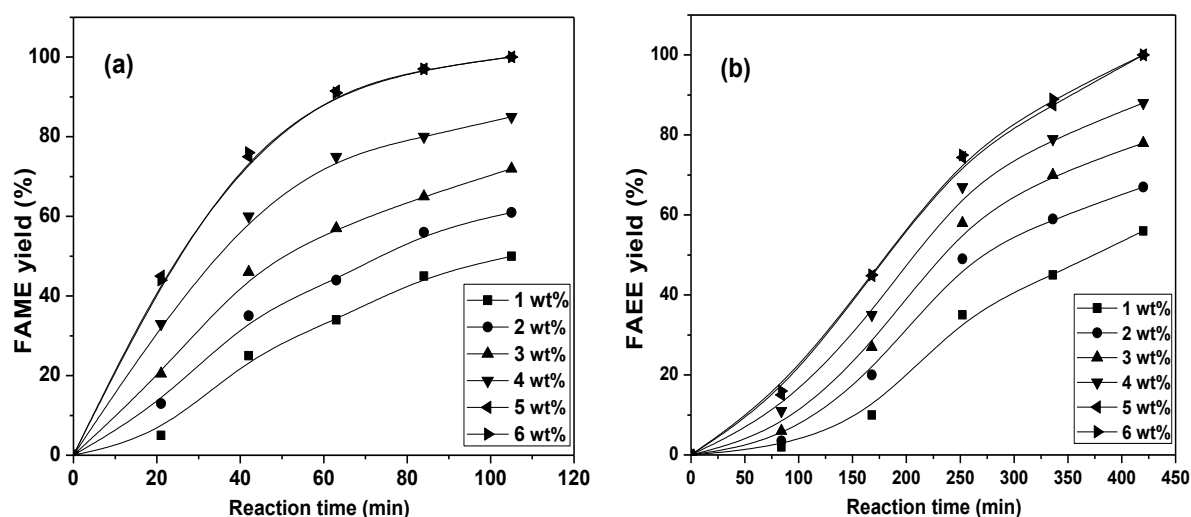 (a)
FAME yield (%)
100
80
60
40
20
0
0 20 40 60 80 100 120
Reaction time (min)
1 wt%
2 wt%
3 wt%
4 wt%
5 wt%
6 wt%
(b)
FAEE yield (%)
100
80
60
40
20
0
0 50 100 150 200 250 300 350 400 450
Reaction time (min)
1 wt%
2 wt%
3 wt%
4 wt%
5 wt%
6 wt%